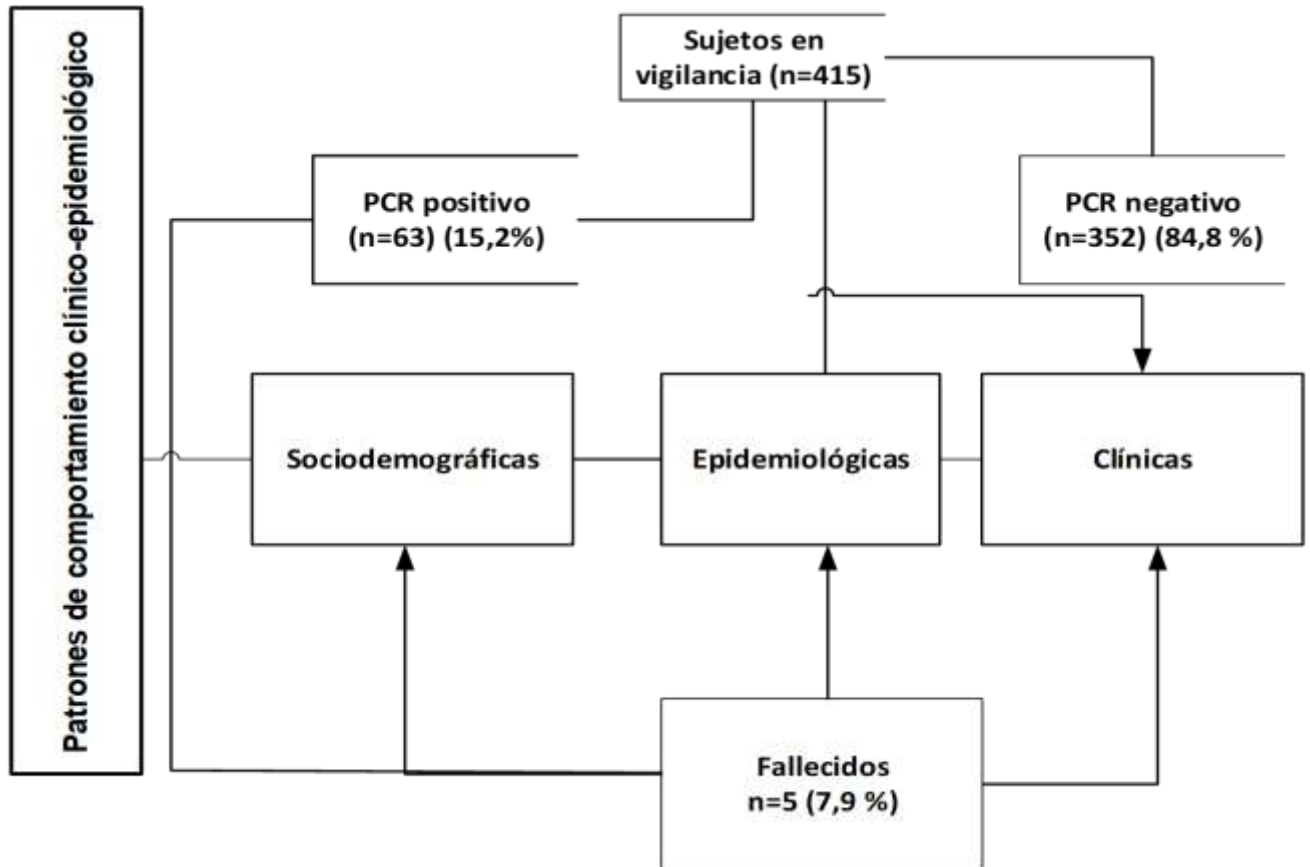 Patrones de comportamiento clínico-epidemiológico
Sujetos en
vigilancia (n=415)
PCR positivo
(n=63) (15,2%)
PCR negativo
(n=352) (84,8 %)
Sociodemográficas
Epidemiológicas
Clínicas
Fallecidos
n=5 (7,9 %)